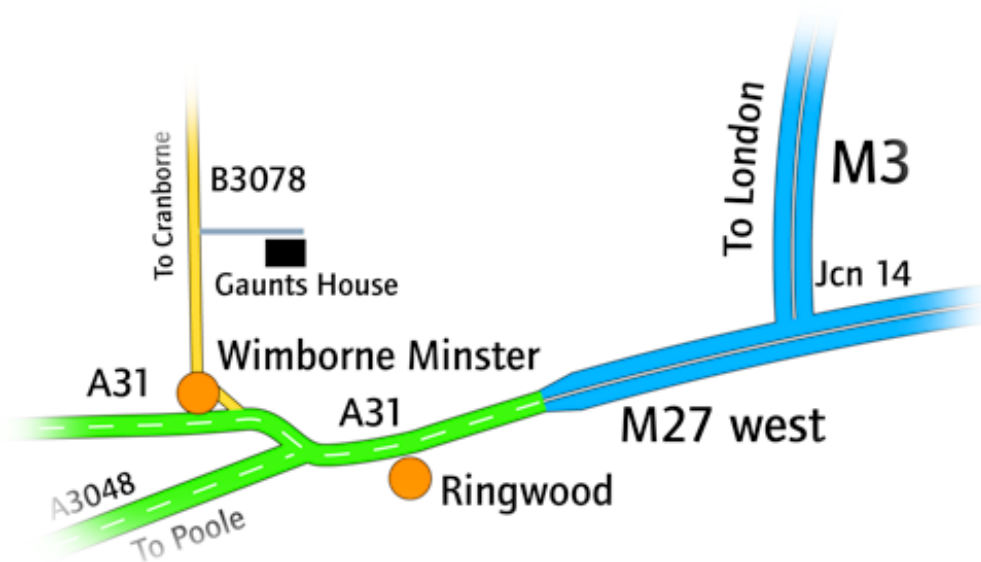 To London
M3
To Cranborne
B3078
Jcn 14
Gaunts House
Wimborne Minster
A31
A31
M27 west
Ringwood
A3048
To Poole